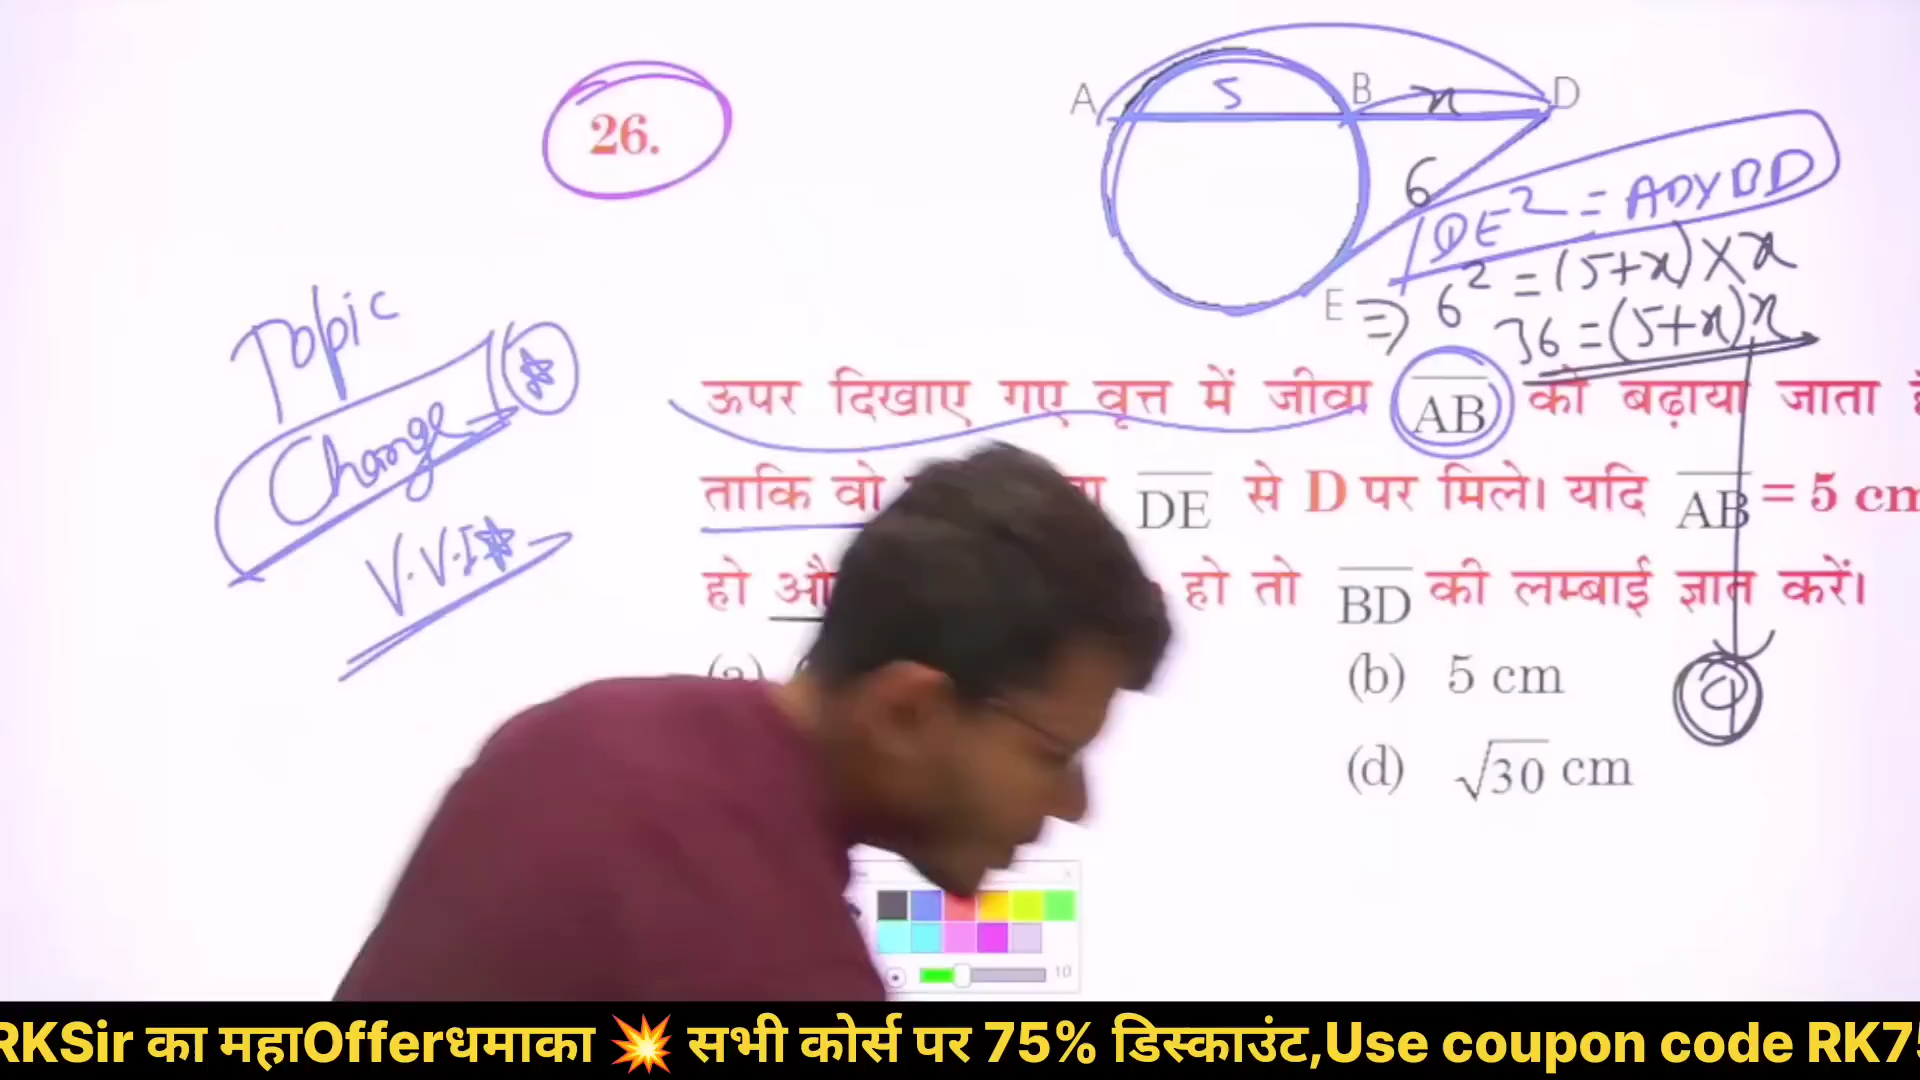 26.
A 5 B x D
6
E
DE² = AD×BD
⇒ 6² = (5+x)×x
36 = (5+x)x
Topic
Change
V.V.I
ऊपर दिखाए गए वृत्त में जीवा AB को बढ़ाया जाता
ताकि वो DE से D पर मिले। यदि AB = 5 cm
हो हो तो BD की लम्बाई ज्ञात करें।
(b) 5 cm
(d) √30 cm
10
RKSir का महाOfferधमाका 💥 सभी कोर्स पर 75% डिस्काउंट,Use coupon code RK75